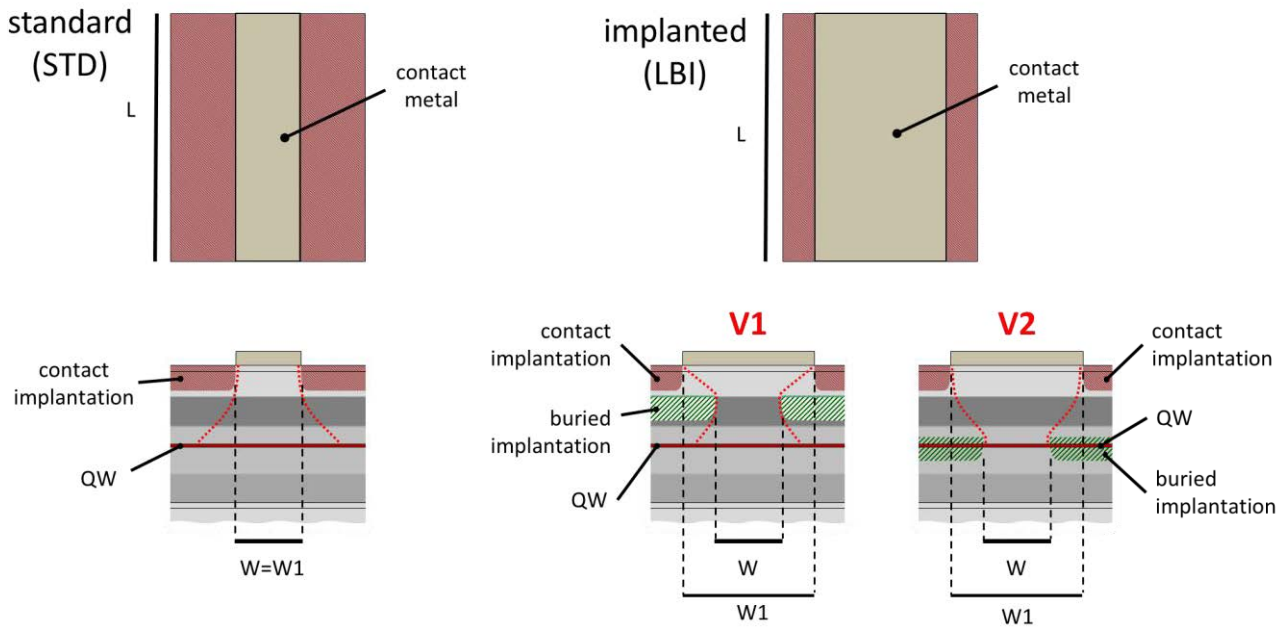 standard
(STD)
L
contact
metal
implanted
(LBI)
L
contact
metal
contact
implantation
QW
W=W1
V1
contact
implantation
buried
implantation
QW
W
W1
V2
contact
implantation
QW
buried
implantation
W
W1